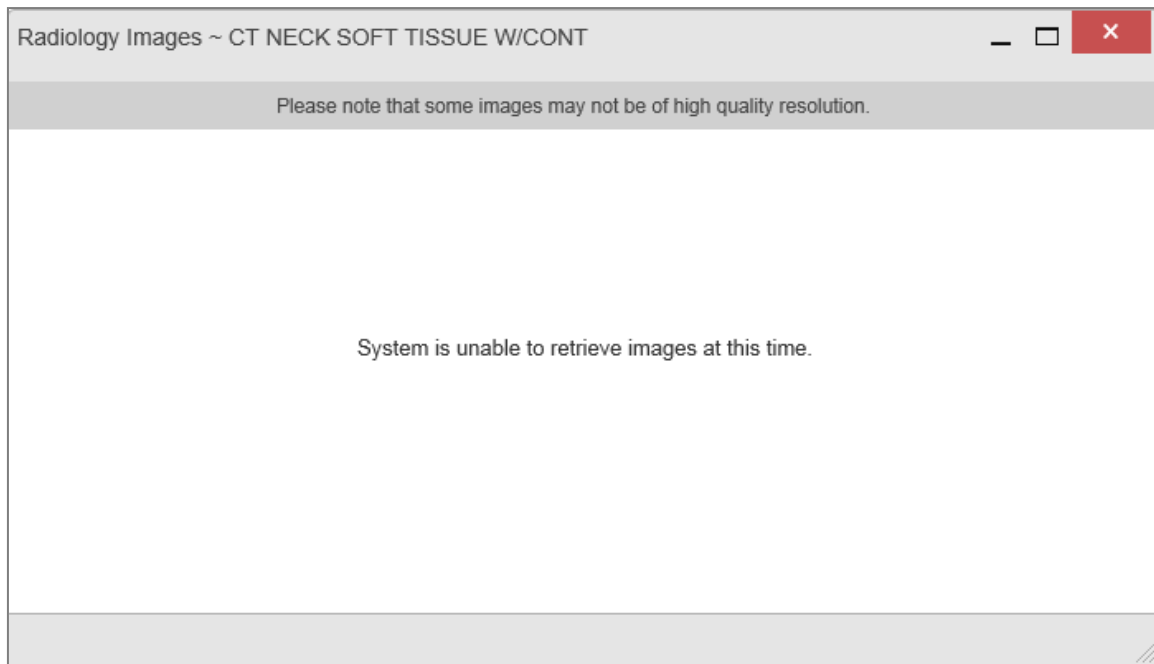 Radiology Images ~ CT NECK SOFT TISSUE W/CONT
Please note that some images may not be of high quality resolution.
System is unable to retrieve images at this time.